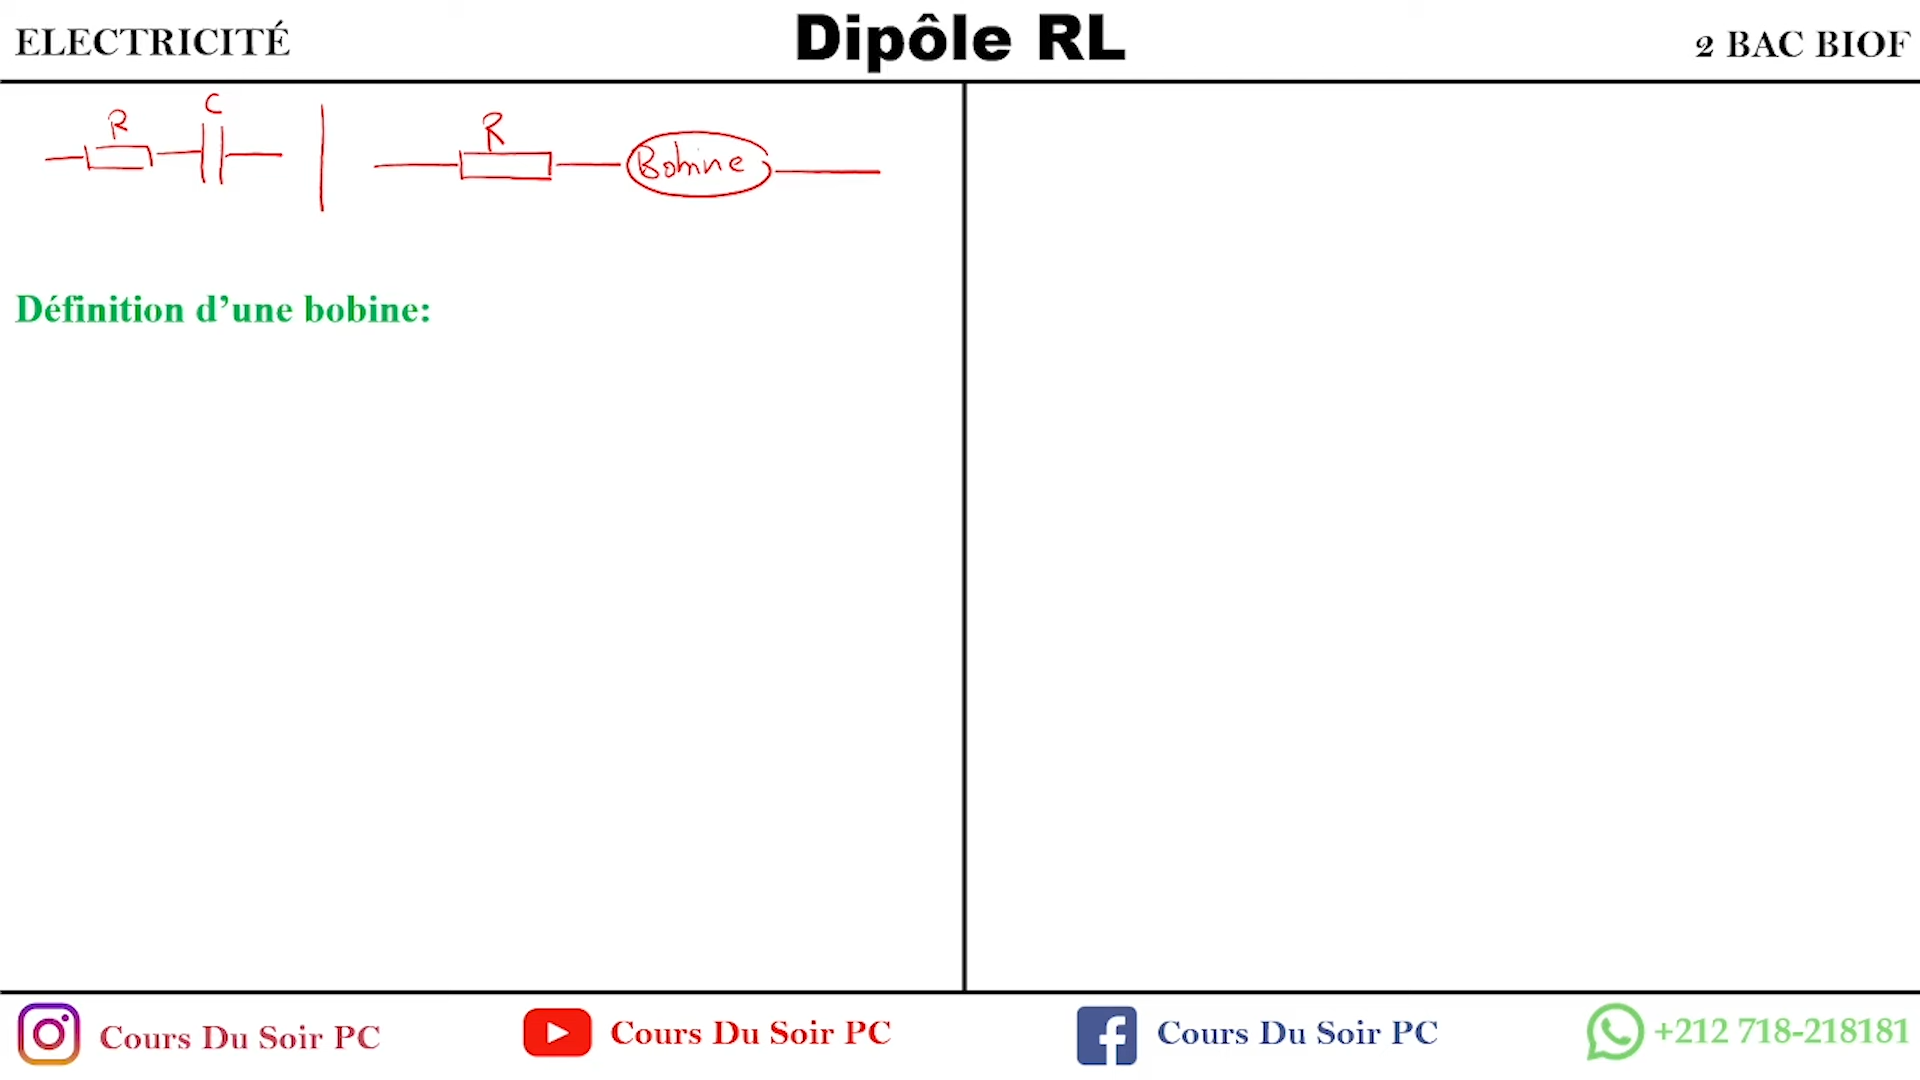 ELECTRICITÉ
Dipôle RL
2 BAC BIOF
R C
R
Bobine
Définition d’une bobine:
Cours Du Soir PC
Cours Du Soir PC
Cours Du Soir PC
+212 718-218181